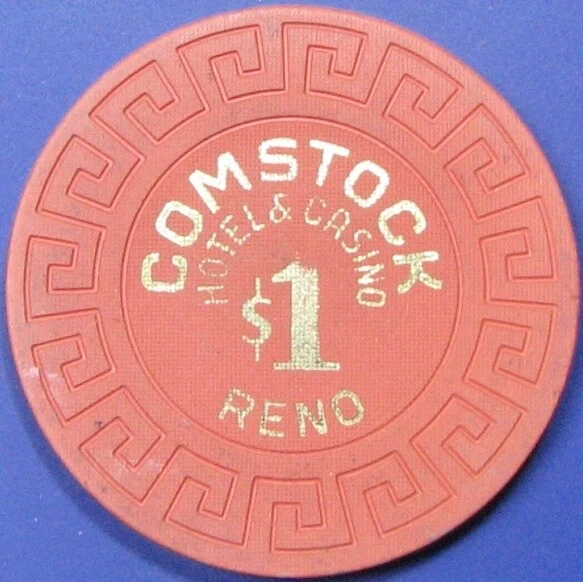 COMSTOCK
HOTEL & CASINO
$1
RENO